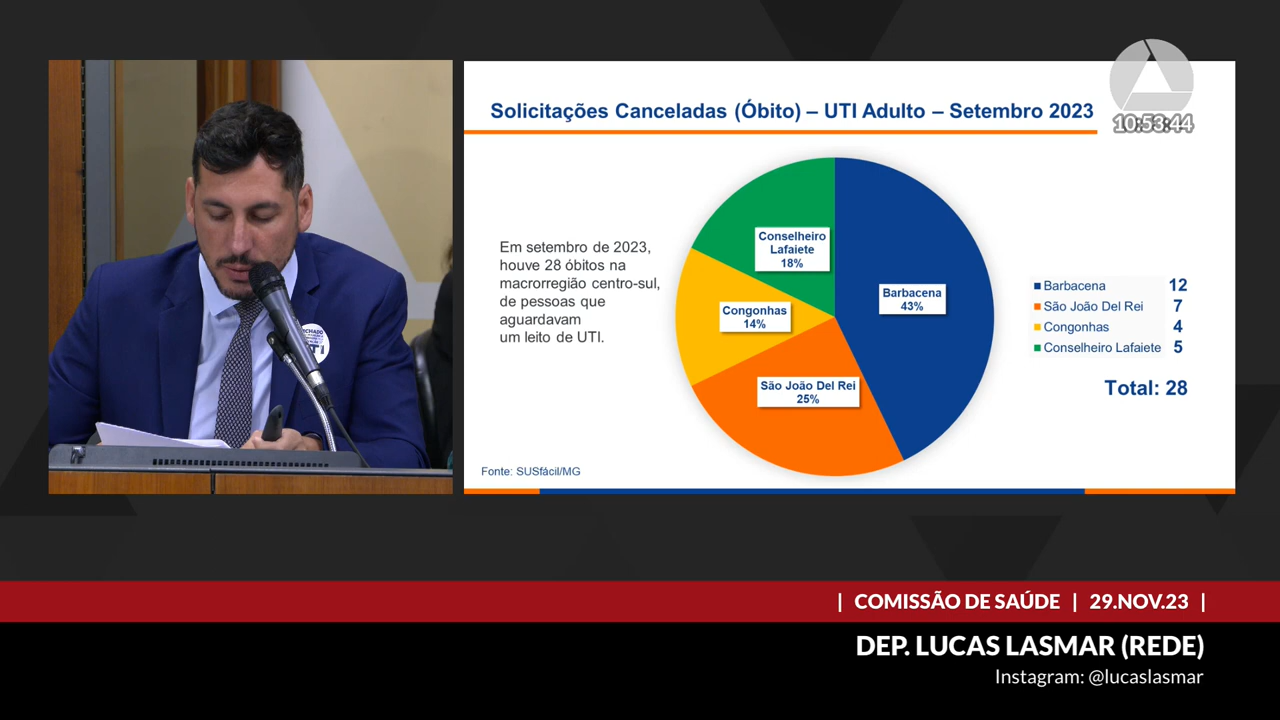 Solicitações Canceladas (Óbito) – UTI Adulto – Setembro 2023
10:53:44
Em setembro de 2023,
houve 28 óbitos na
macrorregião centro-sul,
de pessoas que
aguardavam
um leito de UTI.
Conselheiro
Lafaiete
18%
Barbacena
43%
Congonhas
14%
São João Del Rei
25%
Barbacena 12
São João Del Rei 7
Congonhas 4
Conselheiro Lafaiete 5
Total: 28
Fonte: SUSfácil/MG
| COMISSÃO DE SAÚDE | 29.NOV.23 |
DEP. LUCAS LASMAR (REDE)
Instagram: @lucaslasmar